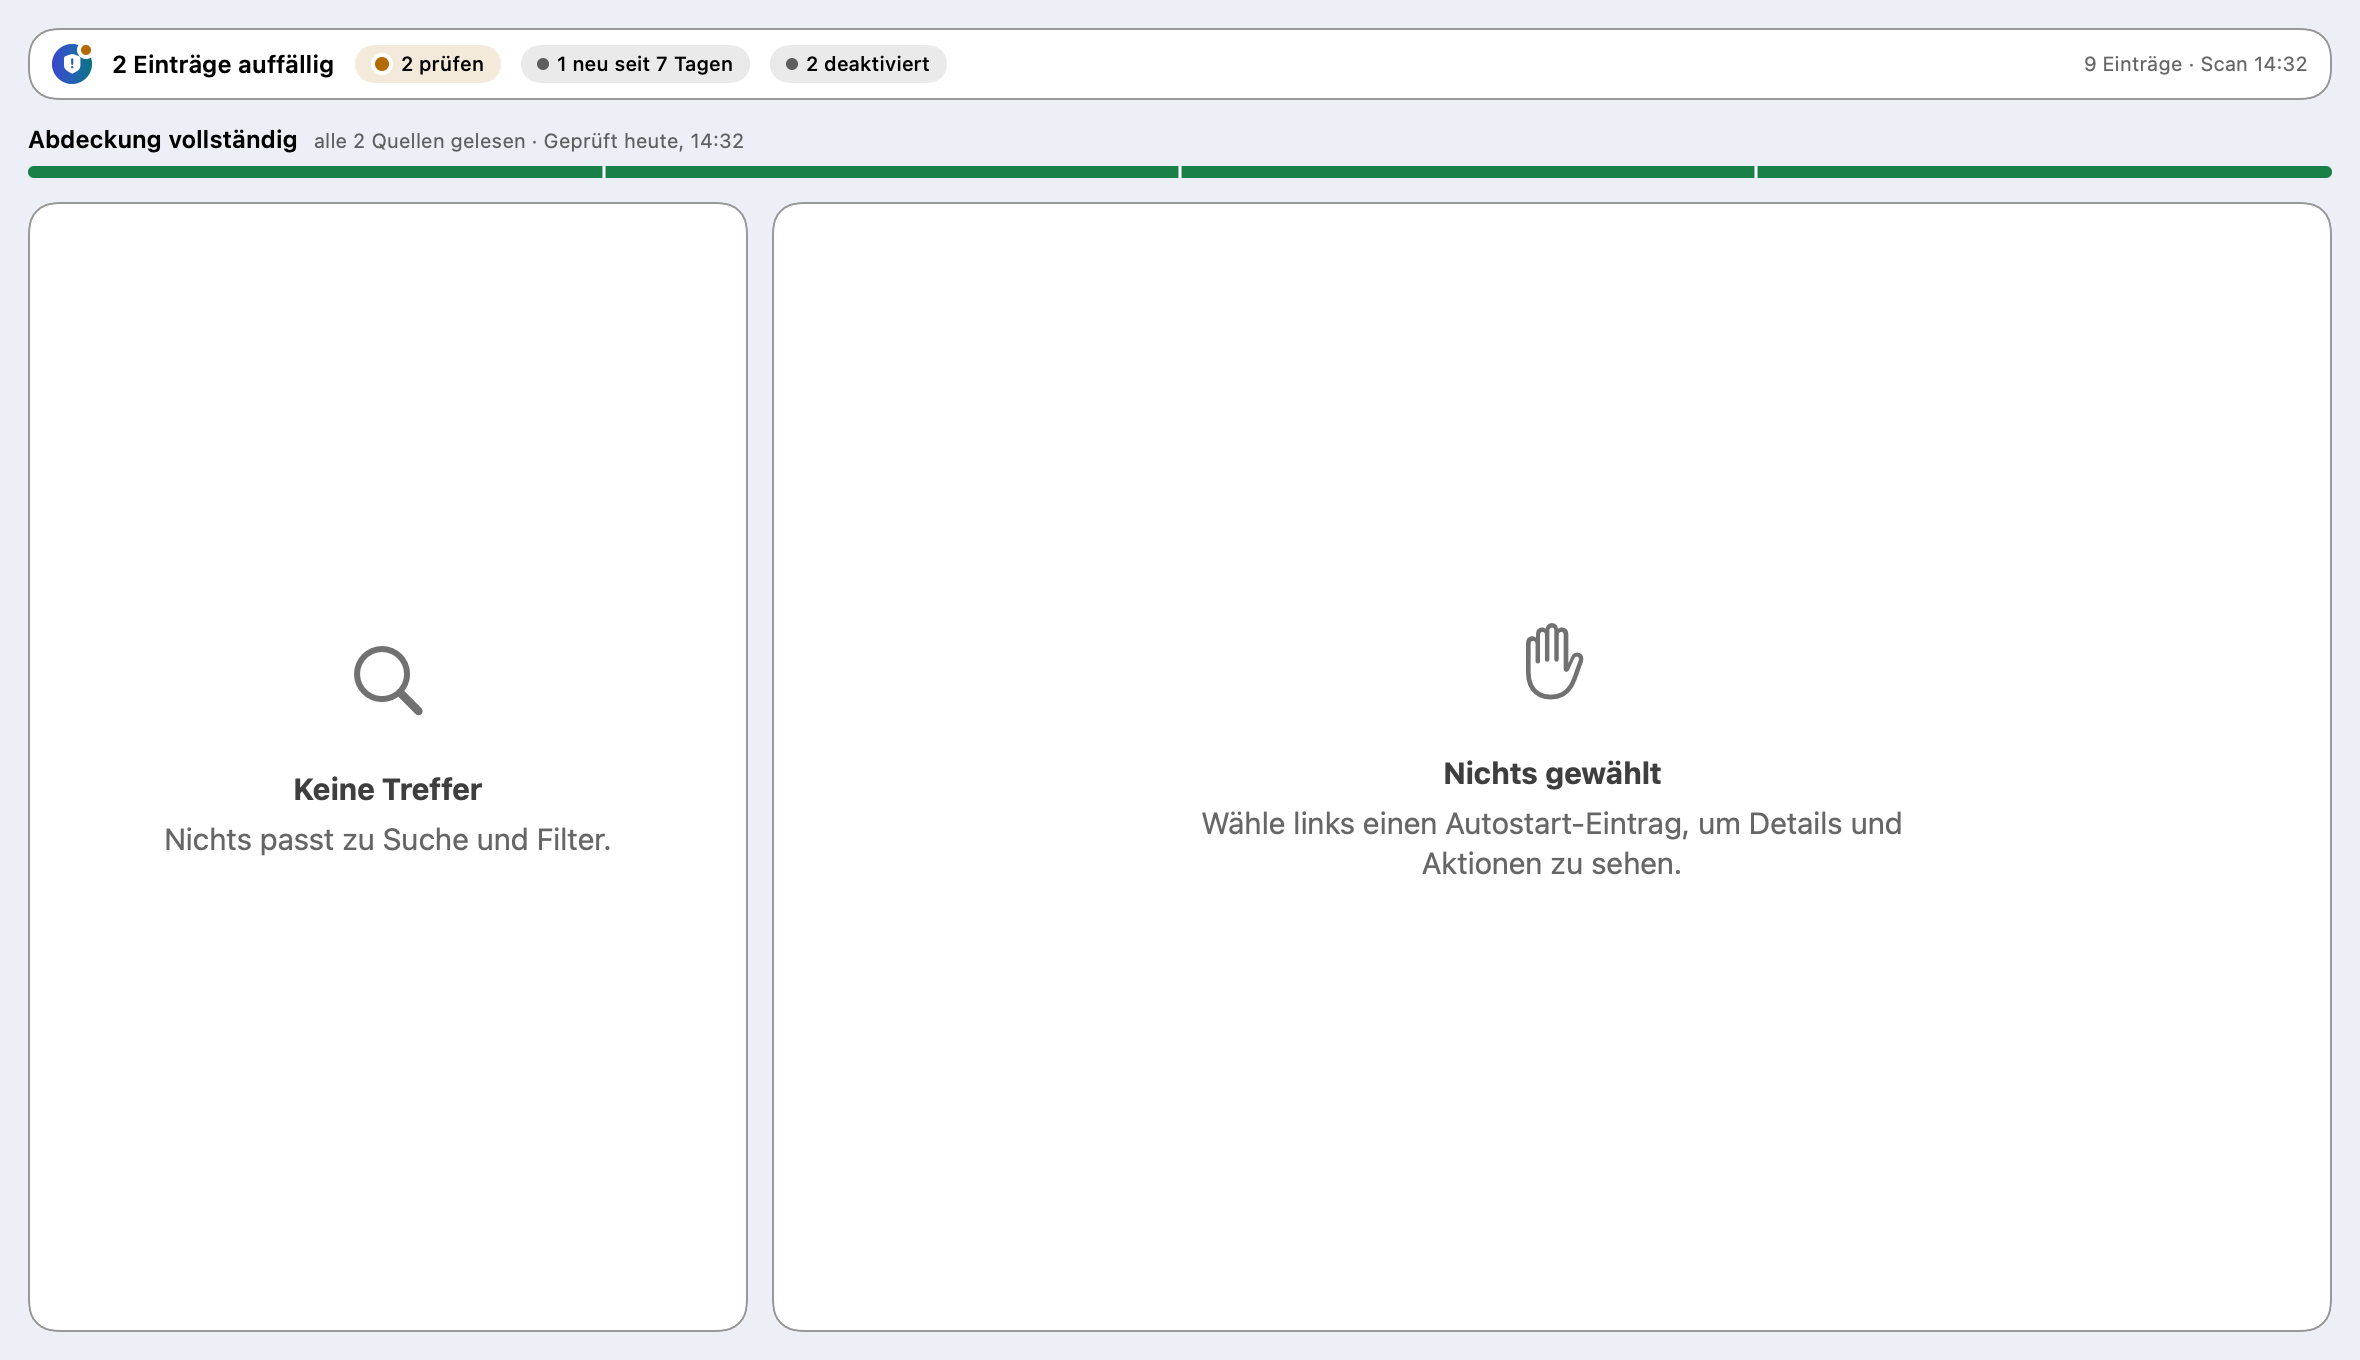 2 Einträge auffällig
2 prüfen
1 neu seit 7 Tagen
2 deaktiviert
9 Einträge · Scan 14:32
Abdeckung vollständig
alle 2 Quellen gelesen · Geprüft heute, 14:32
Keine Treffer
Nichts passt zu Suche und Filter.
Nichts gewählt
Wähle links einen Autostart-Eintrag, um Details und
Aktionen zu sehen.